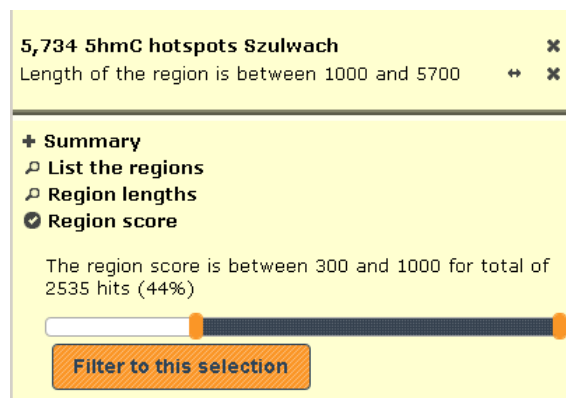 5,734 5hmC hotspots Szulwach
Length of the region is between 1000 and 5700
Summary
List the regions
Region lengths
Region score
The region score is between 300 and 1000 for total of
2535 hits (44%)
Filter to this selection